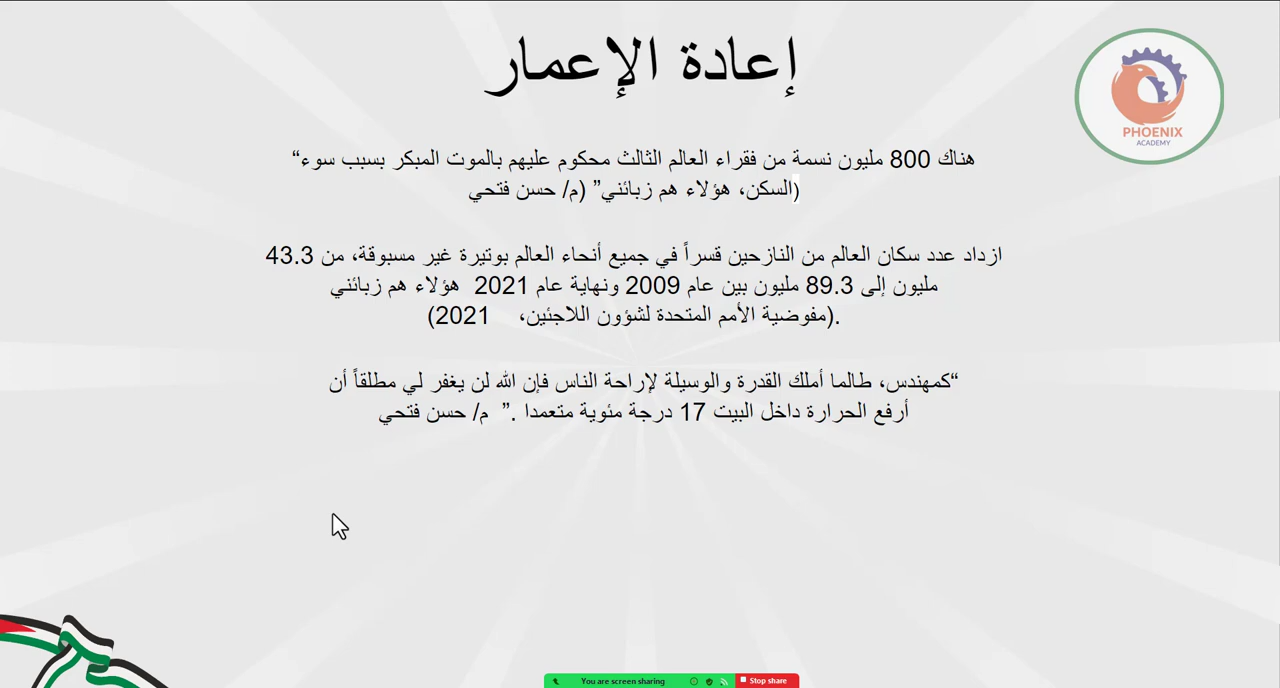 إعادة الإعمار
PHOENIX
ACADEMY
هناك 800 مليون نسمة من فقراء العالم الثالث محكوم عليهم بالموت المبكر بسبب سوء“
(السكن، هؤلاء هم زبائني” (م/ حسن فتحي
ازداد عدد سكان العالم من النازحين قسراً في جميع أنحاء العالم بوتيرة غير مسبوقة، من 43.3
مليون إلى 89.3 مليون بين عام 2009 ونهاية عام 2021 هؤلاء هم زبائني
.(مفوضية الأمم المتحدة لشؤون اللاجئين، 2021)
“كمهندس، طالما أملك القدرة والوسيلة لإراحة الناس فإن الله لن يغفر لي مطلقاً أن
أرفع الحرارة داخل البيت 17 درجة مئوية متعمدا .” م/ حسن فتحي
You are screen sharing
Stop share